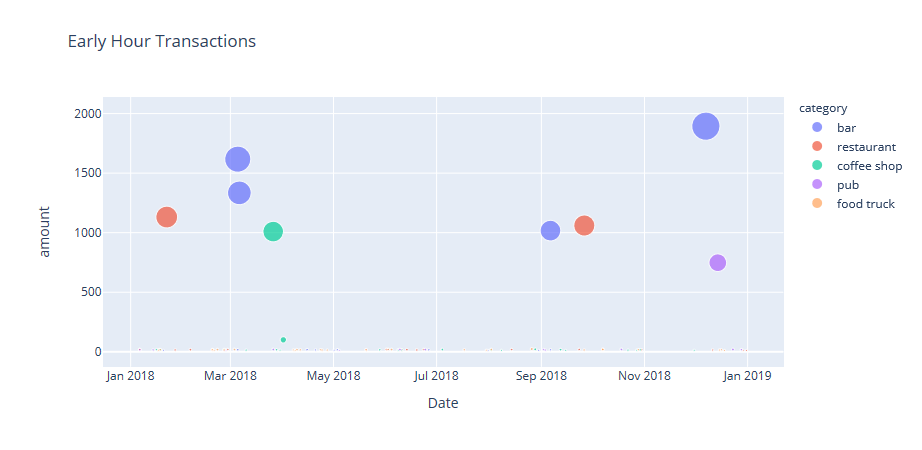 Early Hour Transactions
category
bar
restaurant
coffee shop
pub
food truck
amount
2000
1500
1000
500
0
Jan 2018
Mar 2018
May 2018
Jul 2018
Sep 2018
Nov 2018
Jan 2019
Date